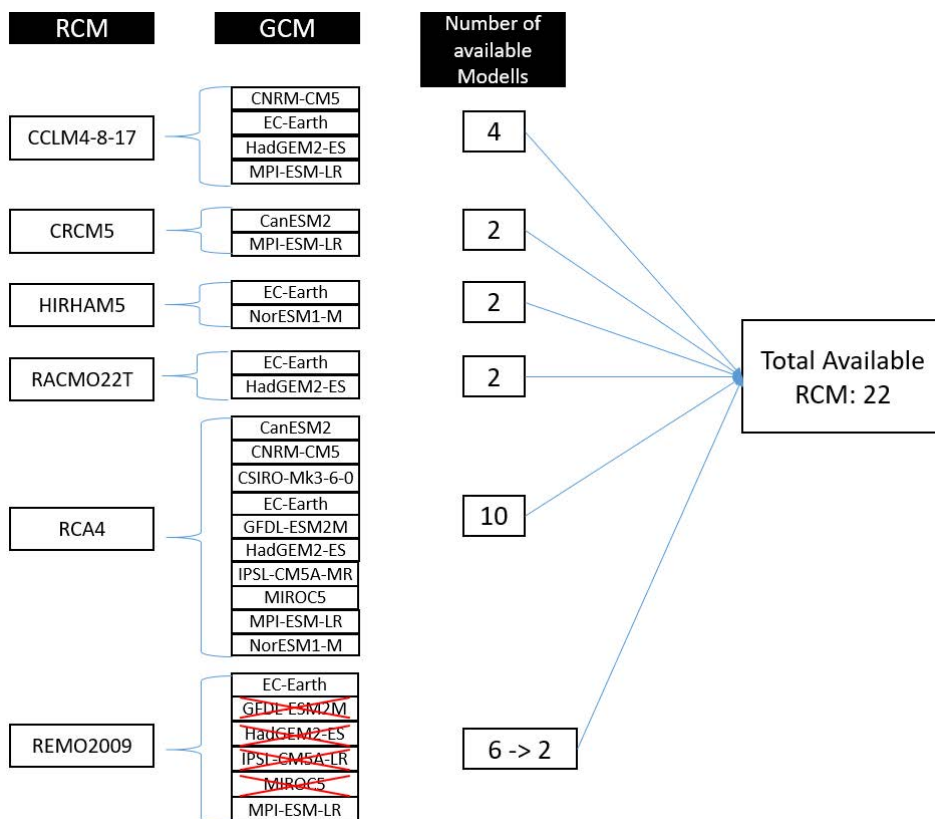 RCM
GCM
Number of
available
Modells
CCLM4-8-17
CNRM-CM5
EC-Earth
HadGEM2-ES
MPI-ESM-LR
4
CRCM5
CanESM2
MPI-ESM-LR
2
HIRHAM5
EC-Earth
NorESM1-M
2
RACMO22T
EC-Earth
HadGEM2-ES
2
Total Available
RCM: 22
RCA4
CanESM2
CNRM-CM5
CSIRO-Mk3-6-0
EC-Earth
GFDL-ESM2M
HadGEM2-ES
IPSL-CM5A-MR
MIROC5
MPI-ESM-LR
NorESM1-M
10
REMO2009
EC-Earth
GFDL-ESM2M
HadGEM2-ES
IPSL-CM5A-LR
MIROC5
MPI-ESM-LR
6 -> 2